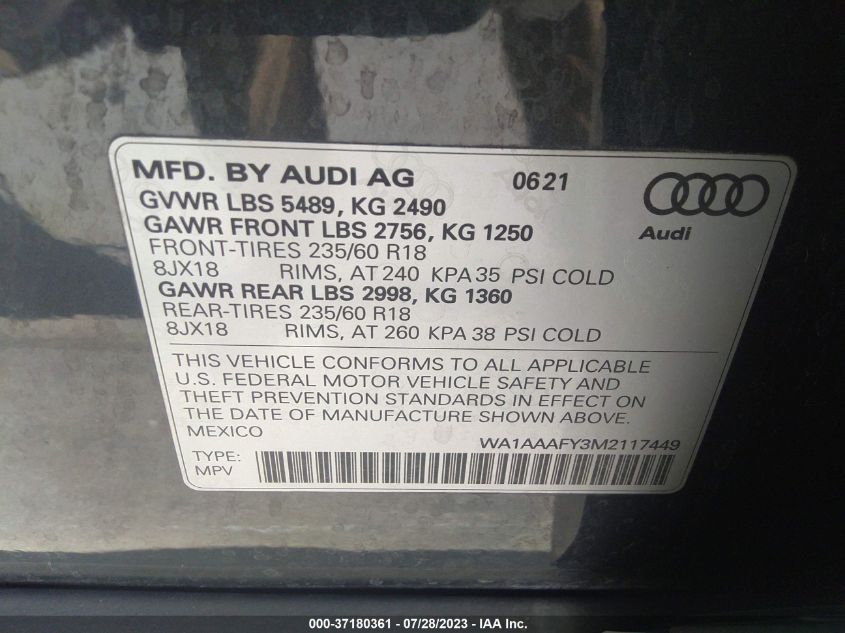 MFD. BY AUDI AG 0621
GVWR LBS 5489, KG 2490
GAWR FRONT LBS 2756, KG 1250
Audi
FRONT-TIRES 235/60 R18
8JX18 RIMS, AT 240 KPA 35 PSI COLD
GAWR REAR LBS 2998, KG 1360
REAR-TIRES 235/60 R18
8JX18 RIMS, AT 260 KPA 38 PSI COLD
THIS VEHICLE CONFORMS TO ALL APPLICABLE
U.S. FEDERAL MOTOR VEHICLE SAFETY AND
THEFT PREVENTION STANDARDS IN EFFECT ON
THE DATE OF MANUFACTURE SHOWN ABOVE.
MEXICO
WA1AAAFY3M2117449
TYPE:
MPV
000-37180361 - 07/28/2023 - IAA Inc.